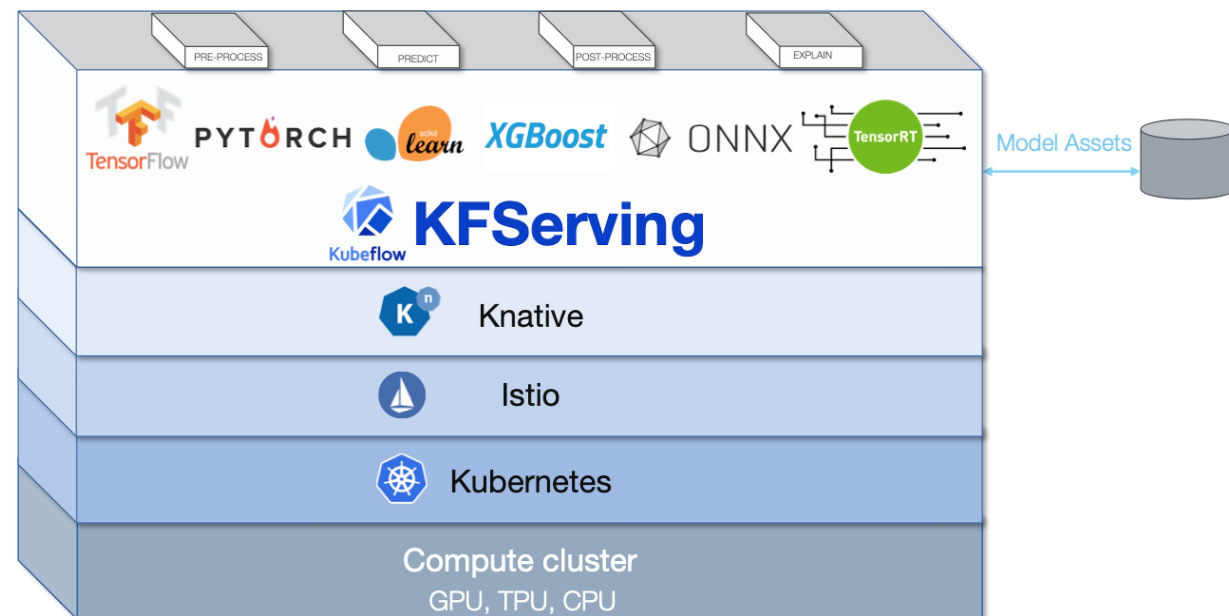 PRE-PROCESS
PREDICT
POST-PROCESS
EXPLAIN
TensorFlow
PYTORCH
scikit
learn
XGBoost
ONNX
TensorRT
Model Assets
Kubeflow
KFServing
K
n
Knative
Istio
Kubernetes
Compute cluster
GPU, TPU, CPU